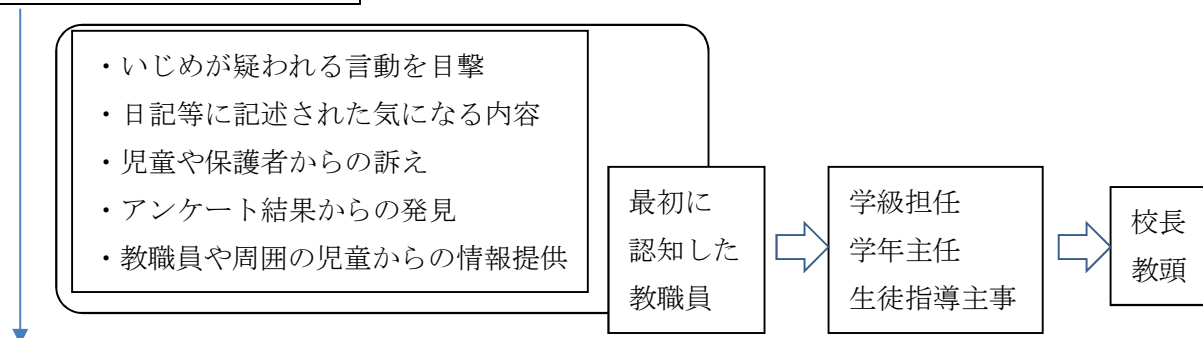 ・いじめが疑われる言動を目撃
・日記等に記述された気になる内容
・児童や保護者からの訴え
・アンケート結果からの発見
・教職員や周囲の児童からの情報提供
最初に
認知した
教職員
学級担任
学年主任
生徒指導主事
校長
教頭